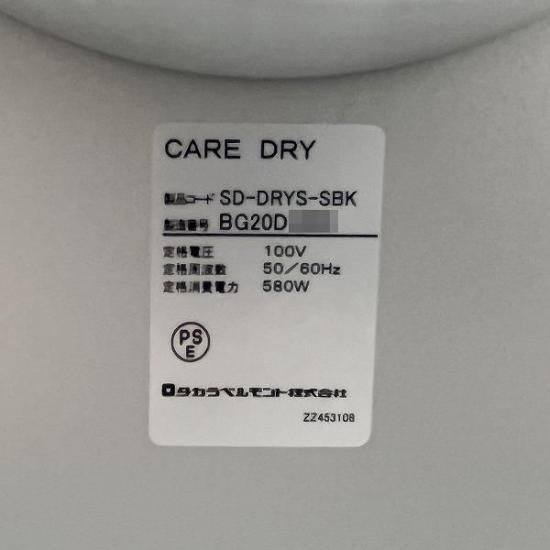 CARE DRY
製品コード SD-DRYS-SBK
製造番号 BG20D
定格電圧 100V
定格周波数 50/60Hz
定格消費電力 580W
PS
E
タカラベルモント株式会社
ZZ453108